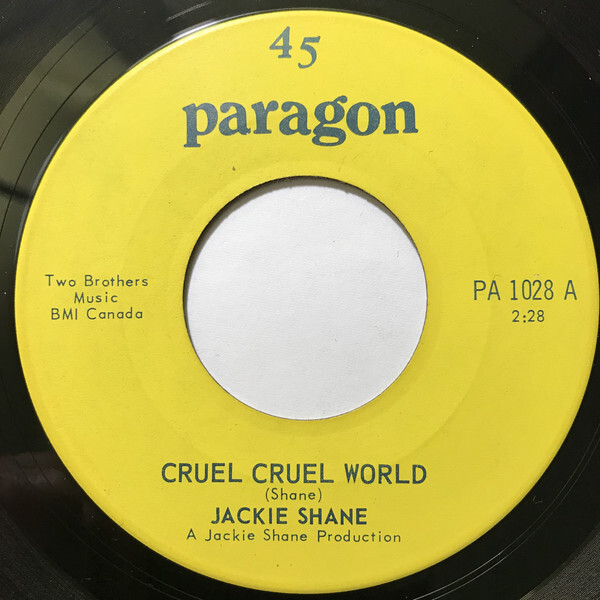 45
paragon
Two Brothers
Music
BMI Canada
PA 1028 A
2:28
CRUEL CRUEL WORLD
(Shane)
JACKIE SHANE
A Jackie Shane Production